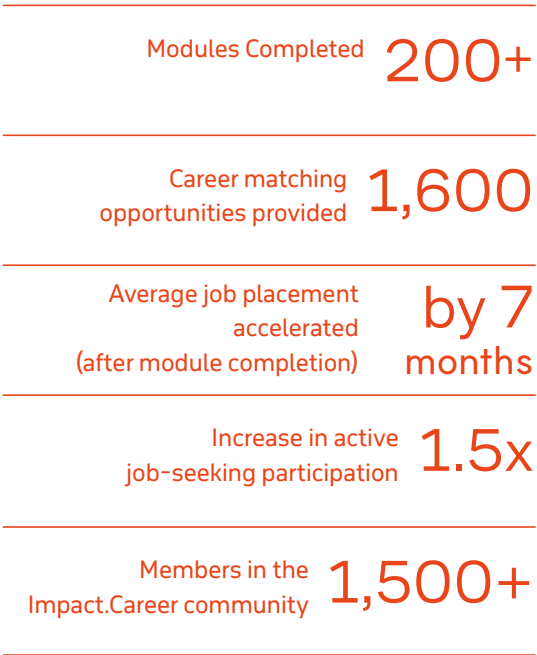 Modules Completed 200+
Career matching
opportunities provided 1,600
Average job placement
accelerated
(after module completion)
by 7
months
Increase in active
job-seeking participation 1.5x
Members in the
Impact.Career community 1,500+